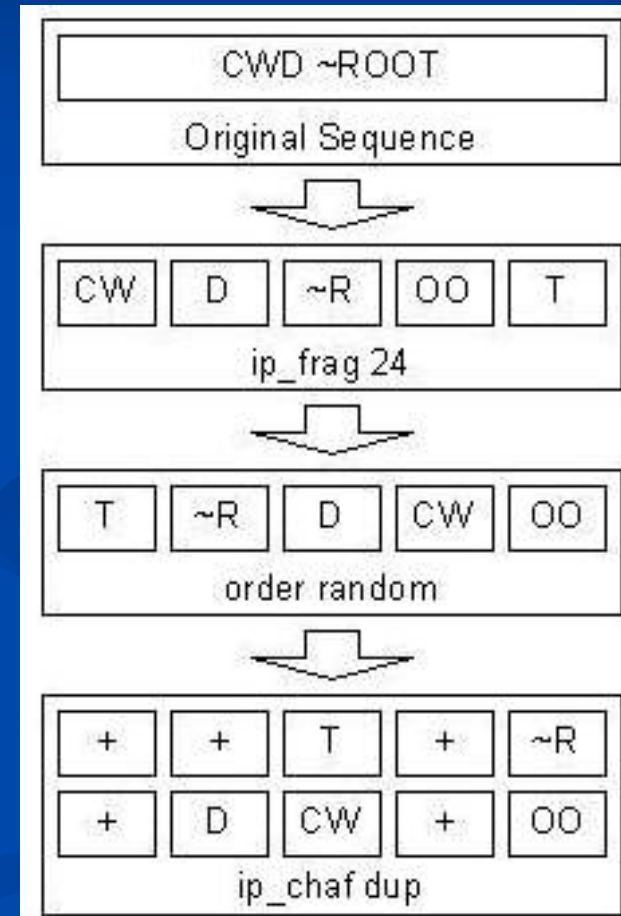 CWD ~ROOT
Original Sequence
CW D ~R OO T
ip_frag 24
T ~R D CW OO
order random
+ + T + ~R
+ D CW + OO
ip_chaf dup